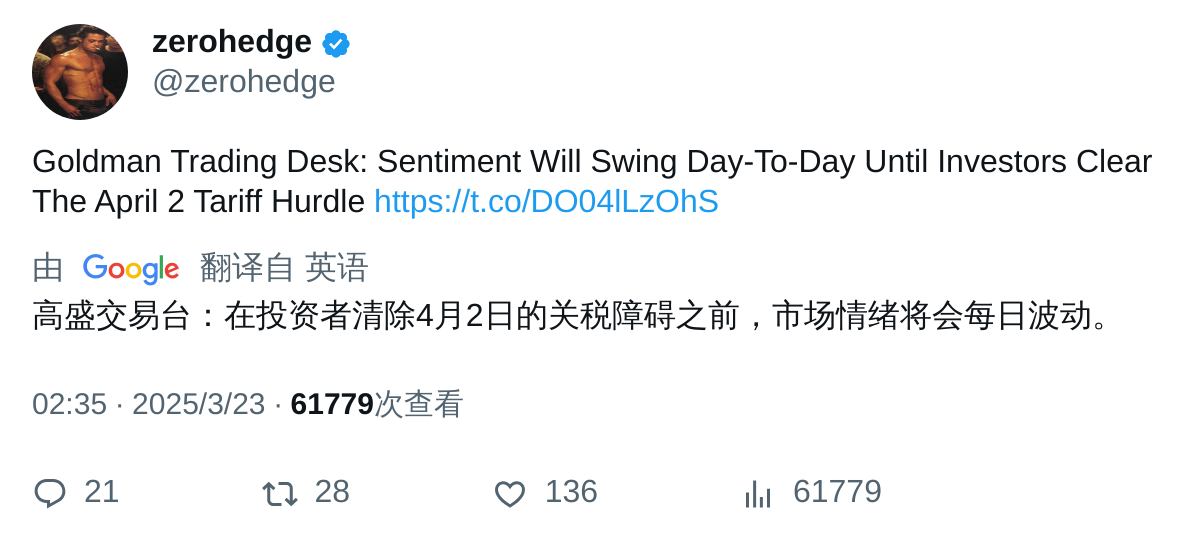 zerohedge
@zerohedge
Goldman Trading Desk: Sentiment Will Swing Day-To-Day Until Investors Clear
The April 2 Tariff Hurdle https://t.co/DO04lLzOhS
由 Google 翻译自 英语
高盛交易台：在投资者清除4月2日的关税障碍之前，市场情绪将会每日波动。
02:35 · 2025/3/23 · 61779次查看
21 28 136 61779